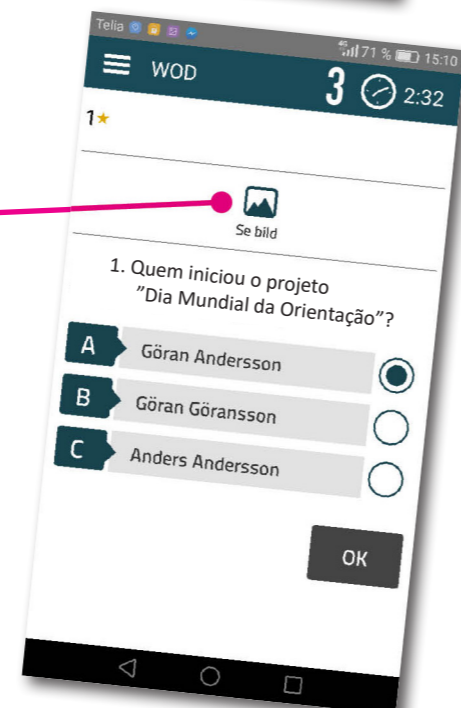 Telia 4G 71 % 15:10
WOD 3 2:32
1
Se bild
1. Quem iniciou o projeto
”Dia Mundial da Orientação”?
A Göran Andersson
B Göran Göransson
C Anders Andersson
OK